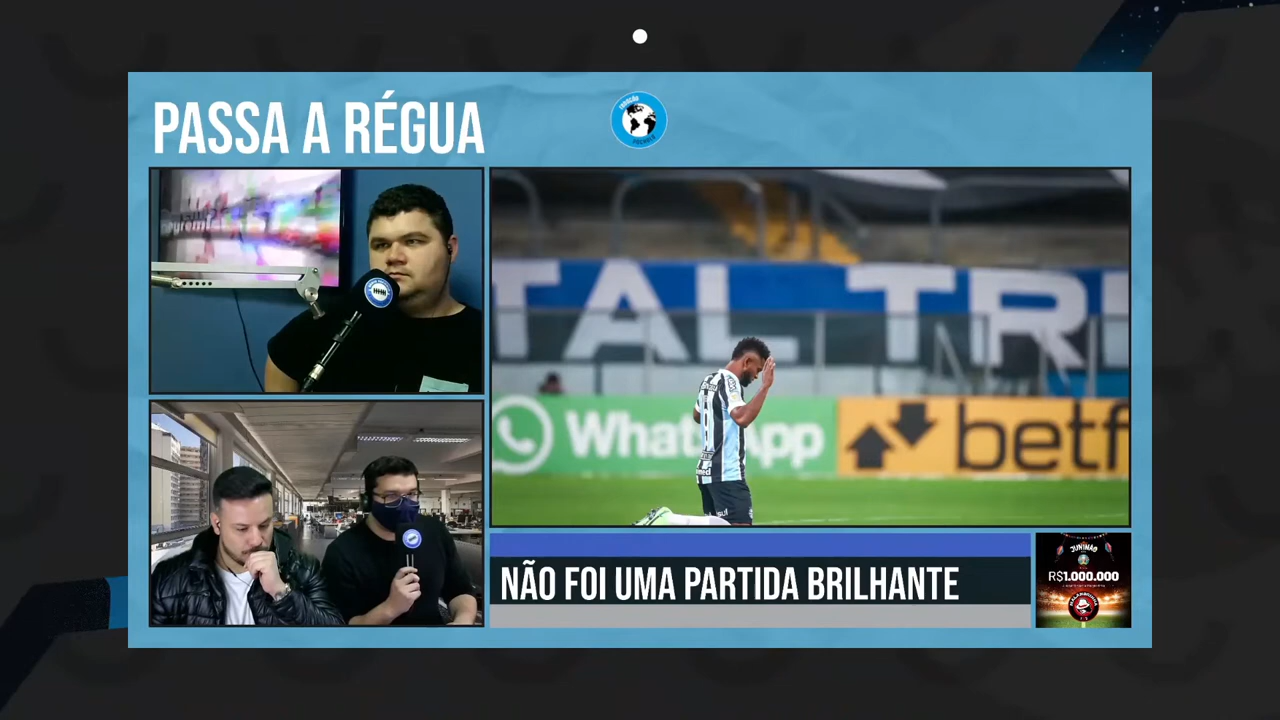 PASSA A RÉGUA
TAL TRI
WhatsApp
betf
NÃO FOI UMA PARTIDA BRILHANTE
JUNINÃO
R$1.000.000